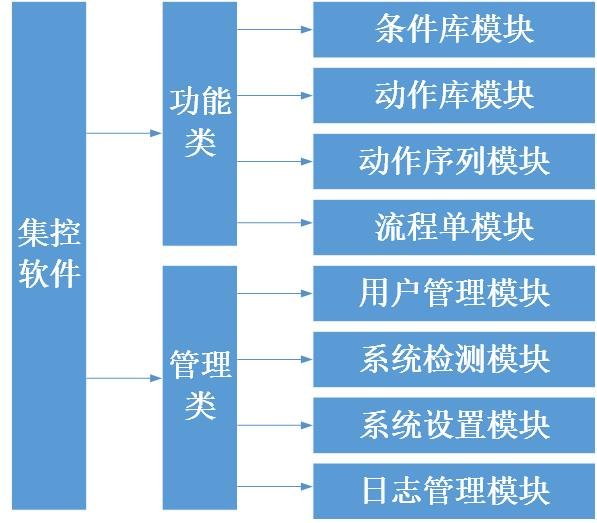 集控
软件
功能
类
条件库模块
动作库模块
动作序列模块
流程单模块
管理
类
用户管理模块
系统检测模块
系统设置模块
日志管理模块